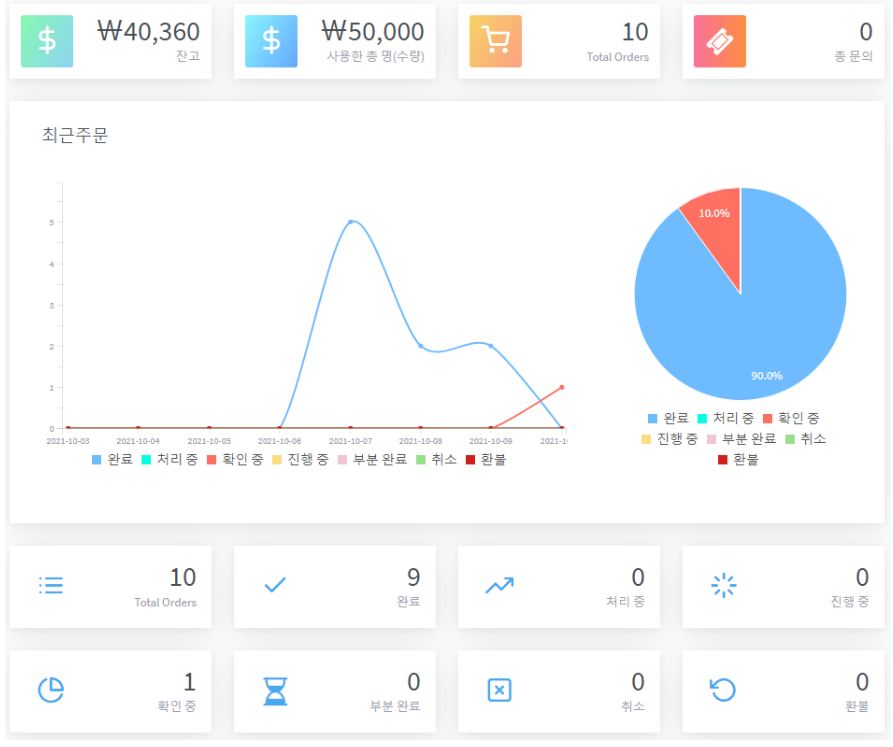 ₩40,360
잔고
₩50,000
사용한 총 명(수량)
10
Total Orders
0
총 문의
최근주문
5
4
3
2
1
0
2021-10-03 2021-10-04 2021-10-05 2021-10-06 2021-10-07 2021-10-08 2021-10-09 2021-1
완료 처리 중 확인 중 진행 중 부분 완료 취소 환불
10.0%
90.0%
완료 처리 중 확인 중
진행 중 부분 완료 취소
환불
10
Total Orders
9
완료
0
처리 중
0
진행 중
1
확인 중
0
부분 완료
0
취소
0
환불